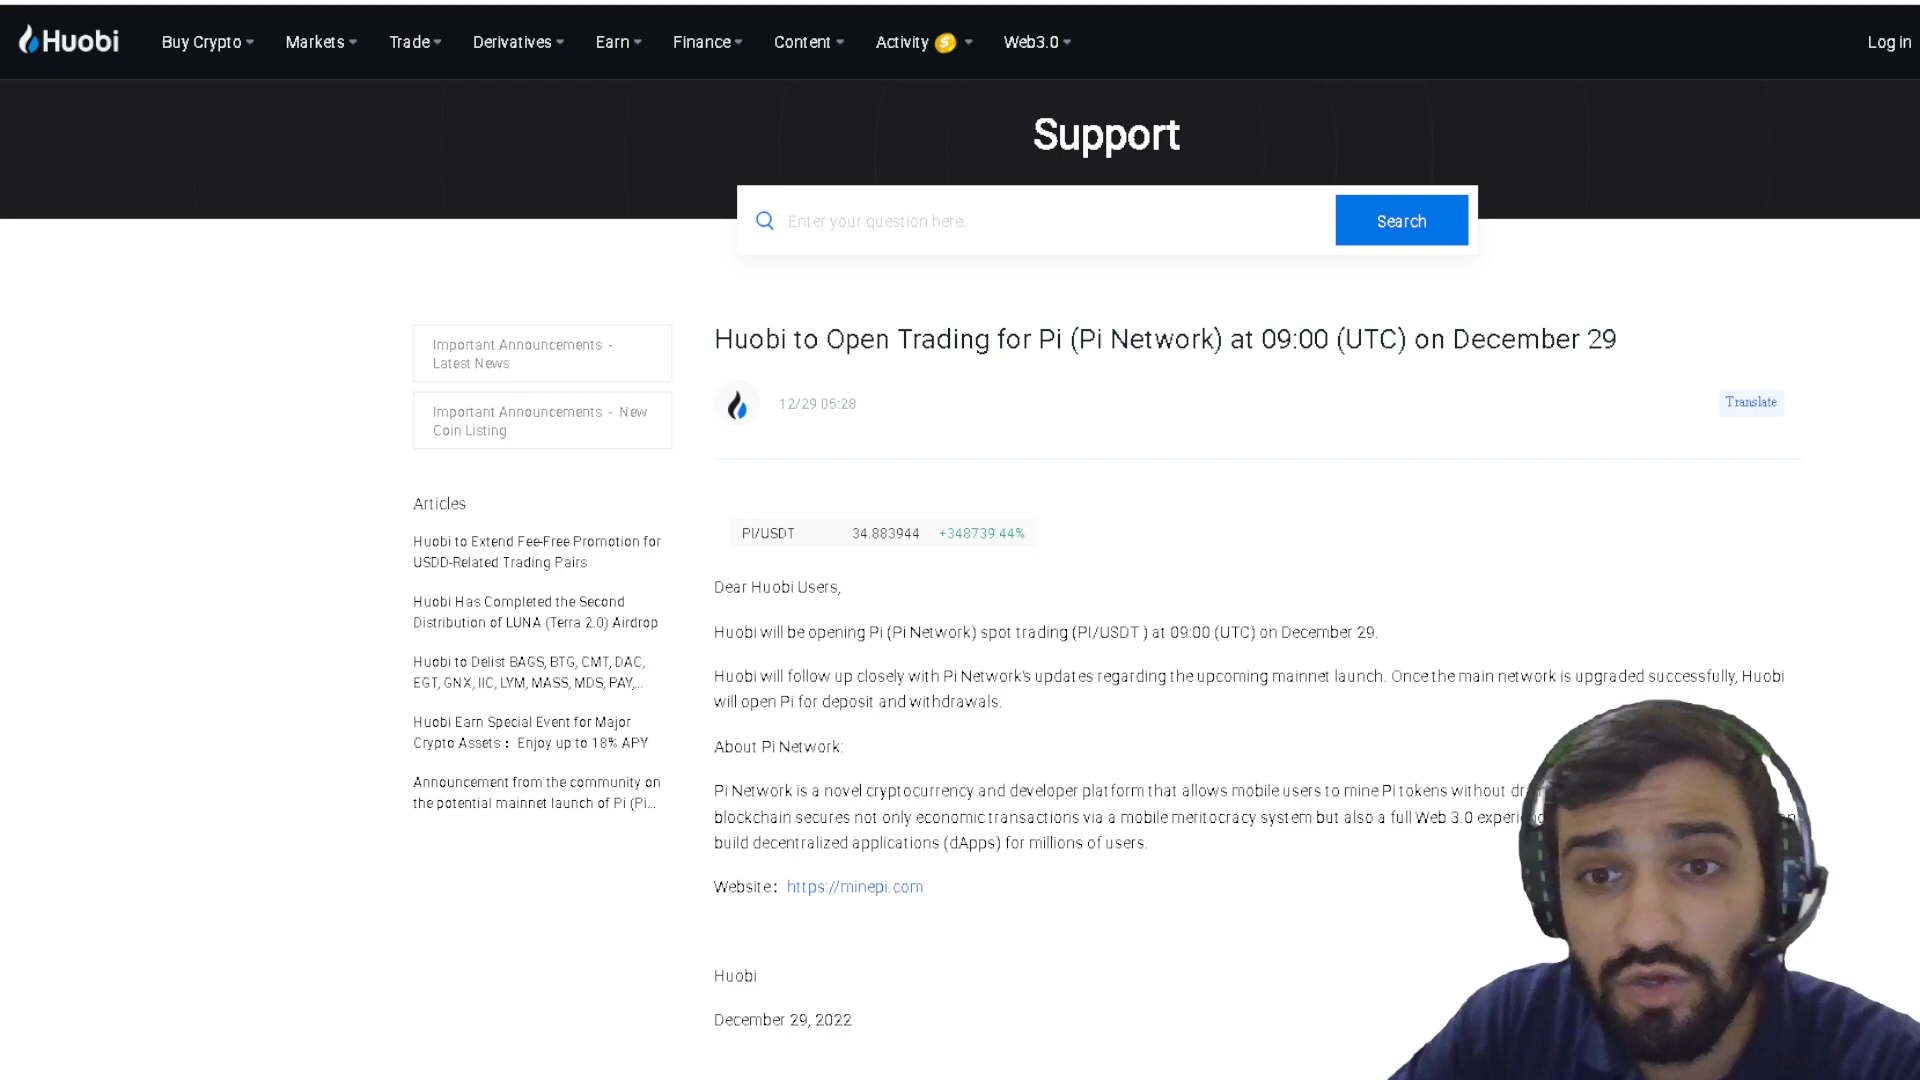 Huobi Buy Crypto Markets Trade Derivatives Earn Finance Content Activity Web3.0 Log in
Support
Enter your question here. Search
Important Announcements - Latest News
Important Announcements - New Coin Listing
Articles
Huobi to Extend Fee-Free Promotion for
USDD-Related Trading Pairs
Huobi Has Completed the Second
Distribution of LUNA (Terra 2.0) Airdrop
Huobi to Delist BAGS, BTG, CMT, DAC,
EGT, GNX, IIC, LYM, MASS, MDS, PAY,...
Huobi Earn Special Event for Major
Crypto Assets：Enjoy up to 18% APY
Announcement from the community on
the potential mainnet launch of Pi (Pi...
Huobi to Open Trading for Pi (Pi Network) at 09:00 (UTC) on December 29
12/29 05:28 Translate
PI/USDT 34.883944 +348739.44%
Dear Huobi Users,
Huobi will be opening Pi (Pi Network) spot trading (PI/USDT ) at 09:00 (UTC) on December 29.
Huobi will follow up closely with Pi Network's updates regarding the upcoming mainnet launch. Once the main network is upgraded successfully, Huobi
will open Pi for deposit and withdrawals.
About Pi Network:
Pi Network is a novel cryptocurrency and developer platform that allows mobile users to mine Pi tokens without
blockchain secures not only economic transactions via a mobile meritocracy system but also a full Web 3.0
build decentralized applications (dApps) for millions of users.
Website：https://minepi.com
Huobi
December 29, 2022